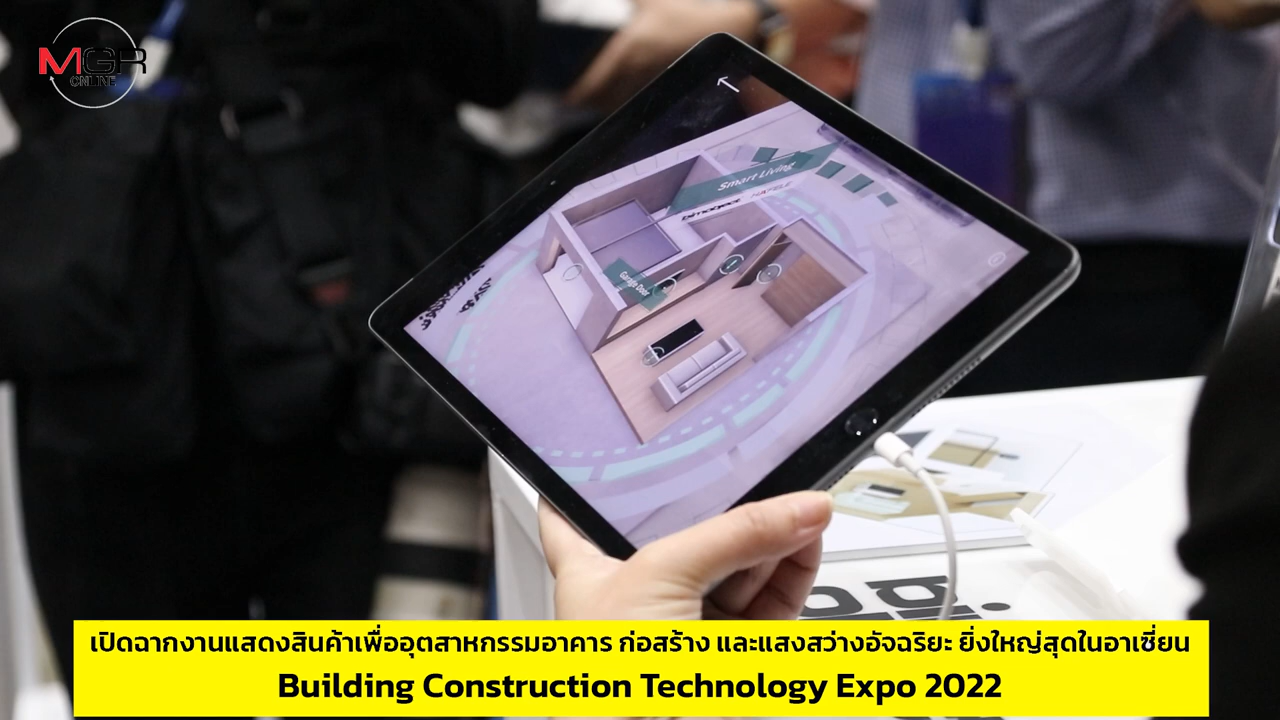 MGR
ONLINE
Smart Living
bimobject HÄFELE
Garage Door
เปิดฉากงานแสดงสินค้าเพื่ออุตสาหกรรมอาคาร ก่อสร้าง และแสงสว่างอัจฉริยะ ยิ่งใหญ่สุดในอาเซี่ยน
Building Construction Technology Expo 2022